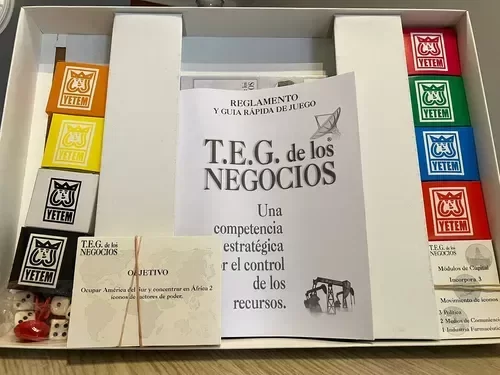 YETEM
YETEM
YETEM
YETEM
REGLAMENTO
Y GUIA RÁPIDA DE JUEGO
T.E.G. de los
NEGOCIOS
Una
competencia
estratégica
el control
de los
recursos.
T.E.G. de los
NEGOCIOS
OBJETIVO
Ocupar América del Sur y concentrar en África 2
íconos de actores de poder.
YETEM
YETEM
YETEM
YETEM
T.E.G. de los
NEGOCIOS
Módulos de Capital
Incorpora 3
Movimiento de íconos
3 Política
2 Medios de Comunicación
1 Industria Farmacéutica